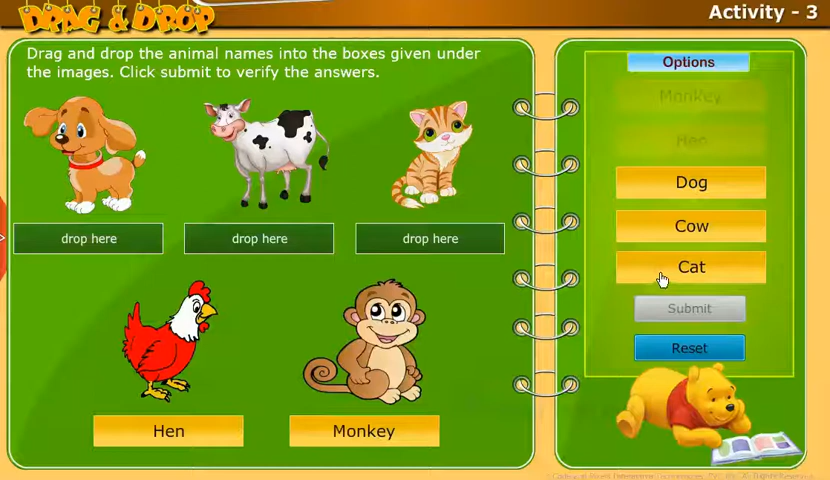 DRAG & DROP
Activity - 3
Drag and drop the animal names into the boxes given under
the images. Click submit to verify the answers.
drop here
drop here
drop here
Hen
Monkey
Options
Monkey
Hen
Dog
Cow
Cat
Submit
Reset